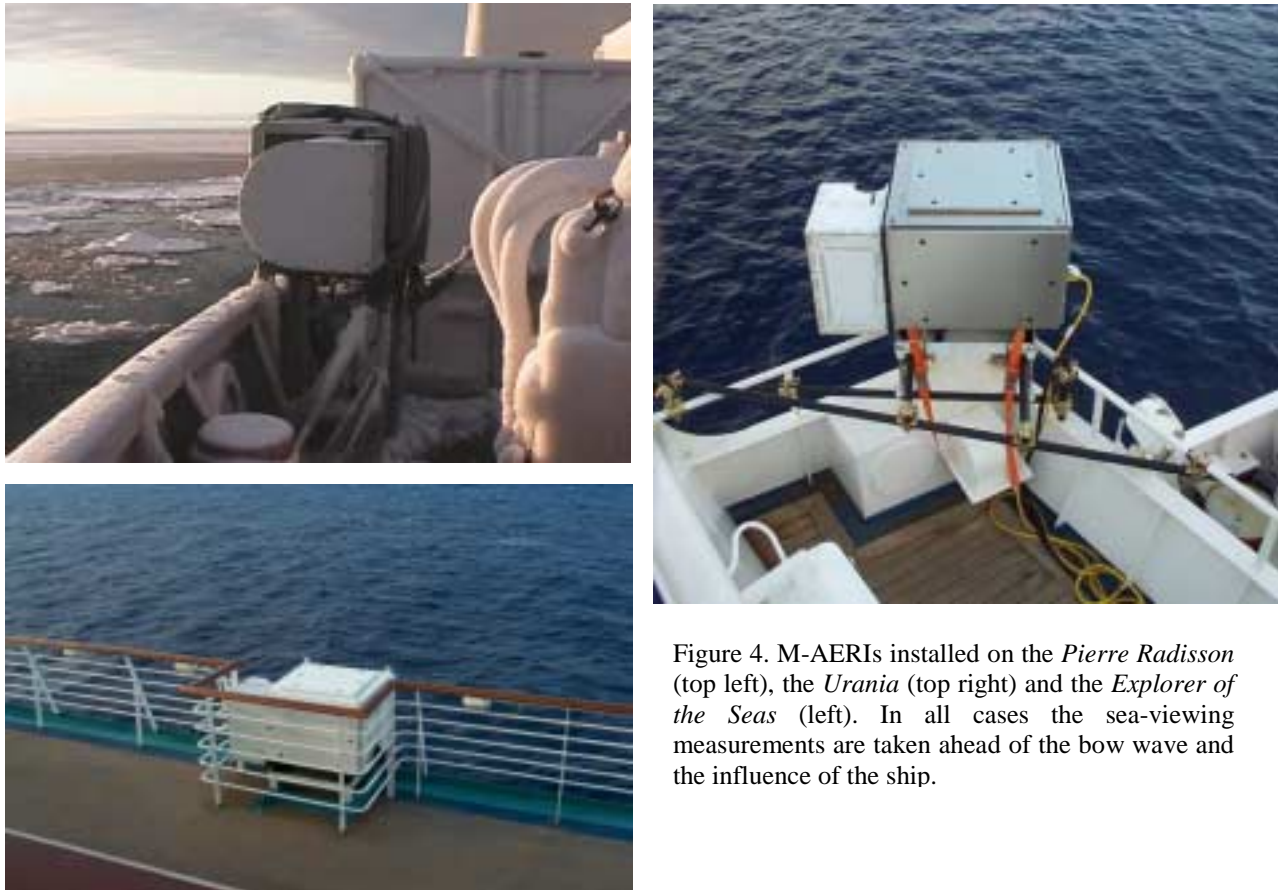 Figure 4. M-AERIs installed on the Pierre Radisson
(top left), the Urania (top right) and the Explorer of
the Seas (left). In all cases the sea-viewing
measurements are taken ahead of the bow wave and
the influence of the ship.